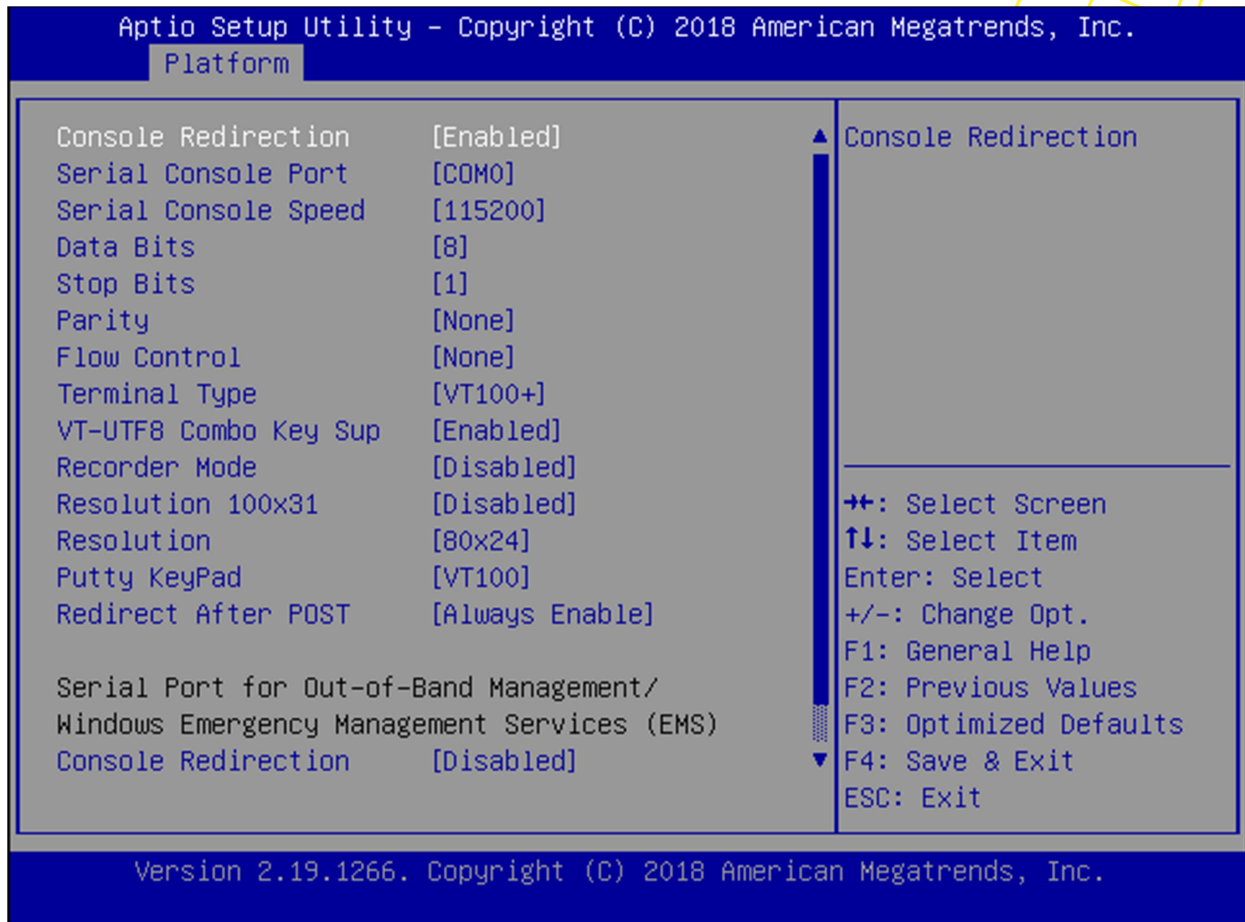 Aptio Setup Utility – Copyright (C) 2018 American Megatrends, Inc.
Platform
Console Redirection [Enabled]
Serial Console Port [COM0]
Serial Console Speed [115200]
Data Bits [8]
Stop Bits [1]
Parity [None]
Flow Control [None]
Terminal Type [VT100+]
VT-UTF8 Combo Key Sup [Enabled]
Recorder Mode [Disabled]
Resolution 100x31 [Disabled]
Resolution [80x24]
Putty KeyPad [VT100]
Redirect After POST [Always Enable]
Serial Port for Out-of-Band Management/
Windows Emergency Management Services (EMS)
Console Redirection [Disabled]
Console Redirection
→←: Select Screen
↑↓: Select Item
Enter: Select
+/-: Change Opt.
F1: General Help
F2: Previous Values
F3: Optimized Defaults
F4: Save & Exit
ESC: Exit
Version 2.19.1266. Copyright (C) 2018 American Megatrends, Inc.